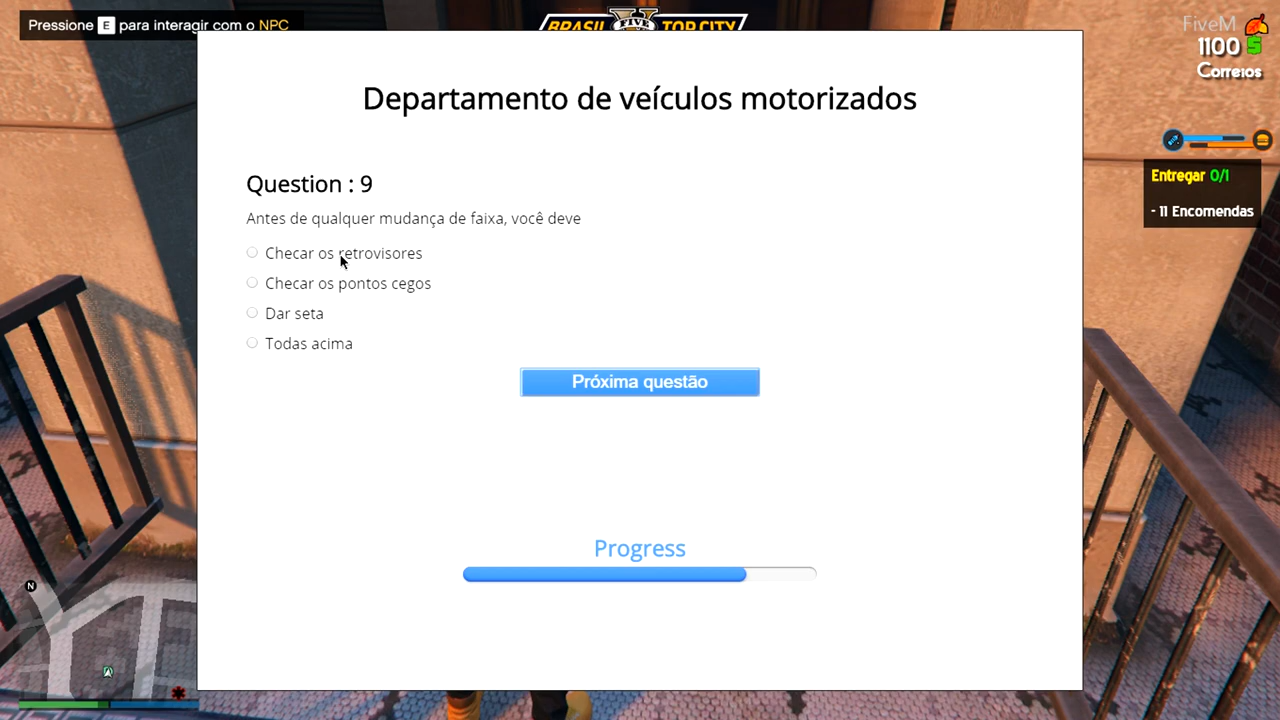 Pressione E para interagir com o NPC
BRASIL FIVE TOP CITY
FiveM
1100 $
Correios
Departamento de veículos motorizados
Entregar 0/1
- 11 Encomendas
Question : 9
Antes de qualquer mudança de faixa, você deve
Checar os retrovisores
Checar os pontos cegos
Dar seta
Todas acima
Próxima questão
Progress
N